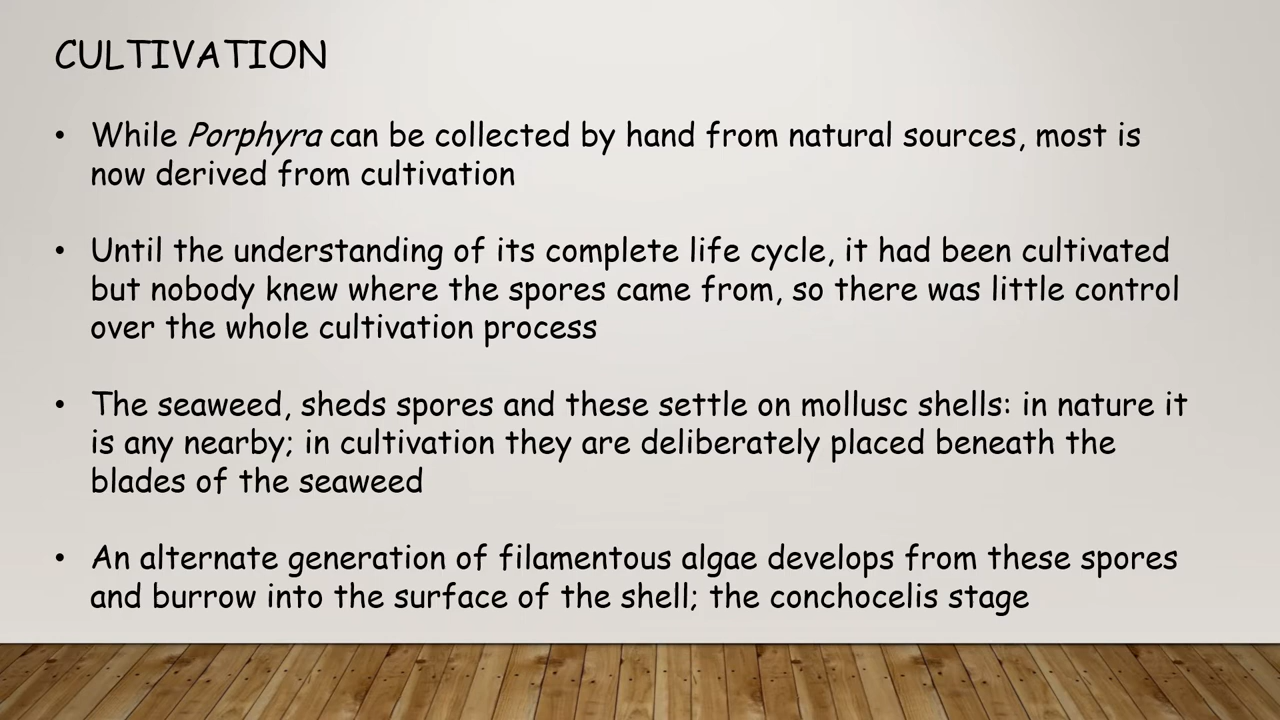 CULTIVATION
• While Porphyra can be collected by hand from natural sources, most is
now derived from cultivation
• Until the understanding of its complete life cycle, it had been cultivated
but nobody knew where the spores came from, so there was little control
over the whole cultivation process
• The seaweed, sheds spores and these settle on mollusc shells: in nature it
is any nearby; in cultivation they are deliberately placed beneath the
blades of the seaweed
• An alternate generation of filamentous algae develops from these spores
and burrow into the surface of the shell; the conchocelis stage